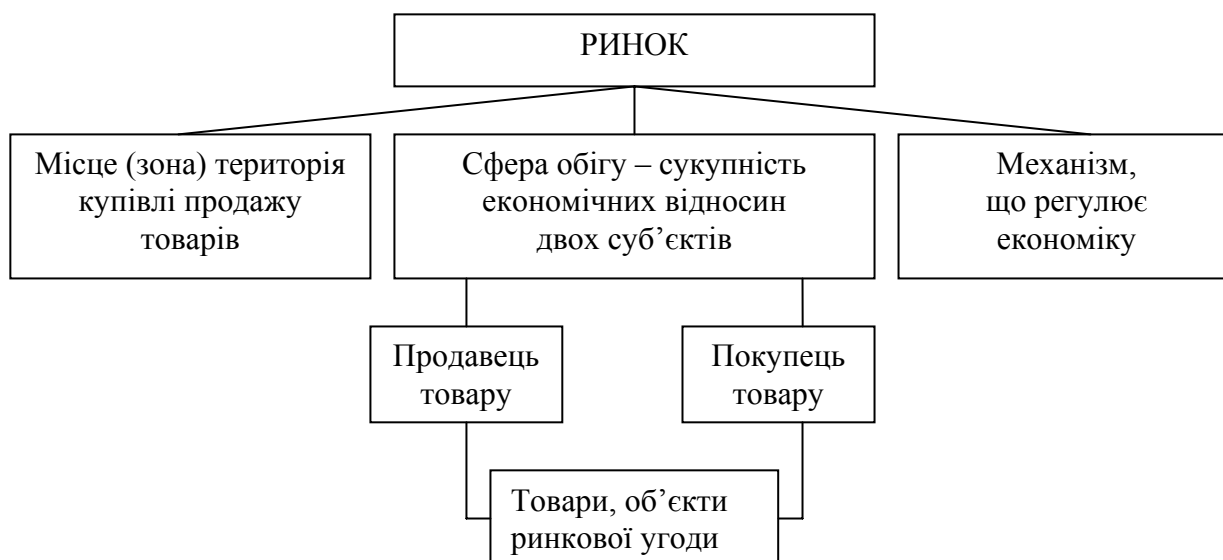 РИНОК
Місце (зона) територія
купівлі продажу
товарів
Сфера обігу – сукупність
економічних відносин
двох суб’єктів
Механізм,
що регулює
економіку
Продавець
товару
Покупець
товару
Товари, об’єкти
ринкової угоди